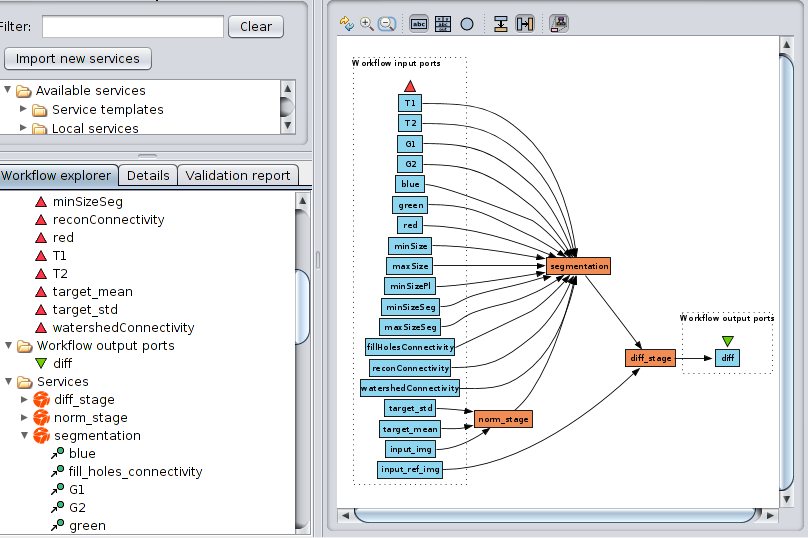 Filter:
Clear
Import new services
Available services
Service templates
Local services
Workflow explorer
Details
Validation report
minSizeSeg
reconConnectivity
red
T1
T2
target_mean
target_std
watershedConnectivity
Workflow output ports
diff
Services
diff_stage
norm_stage
segmentation
blue
fill_holes_connectivity
G1
G2
green
abc
Workflow input ports
T1
T2
G1
G2
blue
green
red
minSize
maxSize
minSizePl
minSizeSeg
maxSizeSeg
fillHolesConnectivity
reconConnectivity
watershedConnectivity
target_std
target_mean
input_img
input_ref_img
segmentation
norm_stage
diff_stage
Workflow output ports
diff